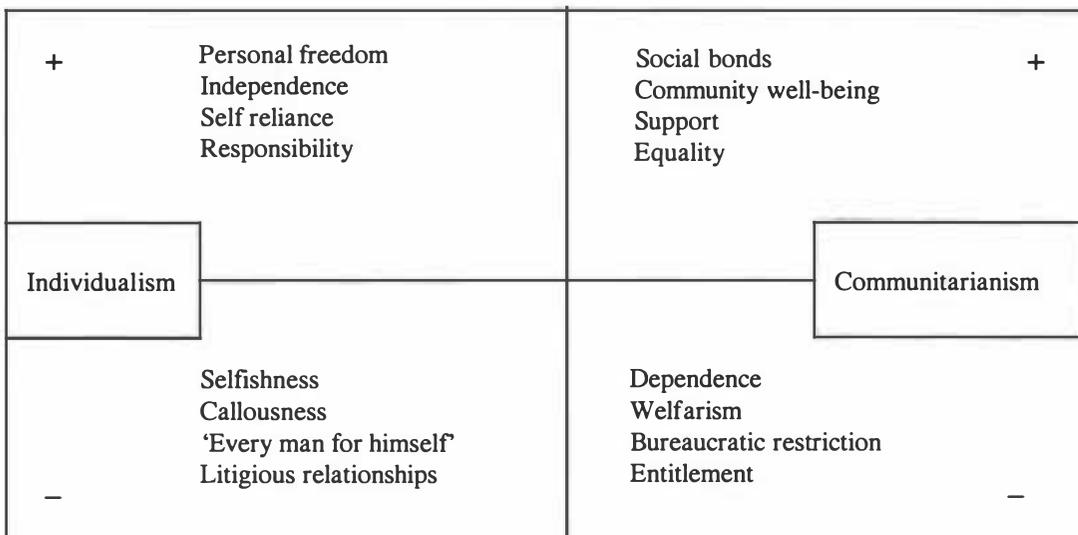 +
Personal freedom
Independence
Self reliance
Responsibility
Social bonds
Community well-being
Support
Equality
+
Individualism
Communitarianism
Selfishness
Callousness
‘Every man for himself’
Litigious relationships
–
Dependence
Welfarism
Bureaucratic restriction
Entitlement
–